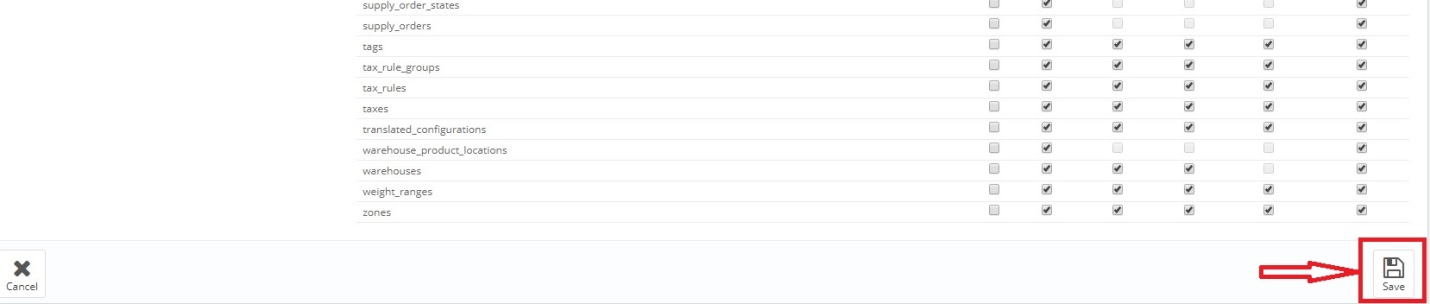 supply_order_states
supply_orders
tags
tax_rule_groups
tax_rules
taxes
translated_configurations
warehouse_product_locations
warehouses
weight_ranges
zones
Cancel
Save